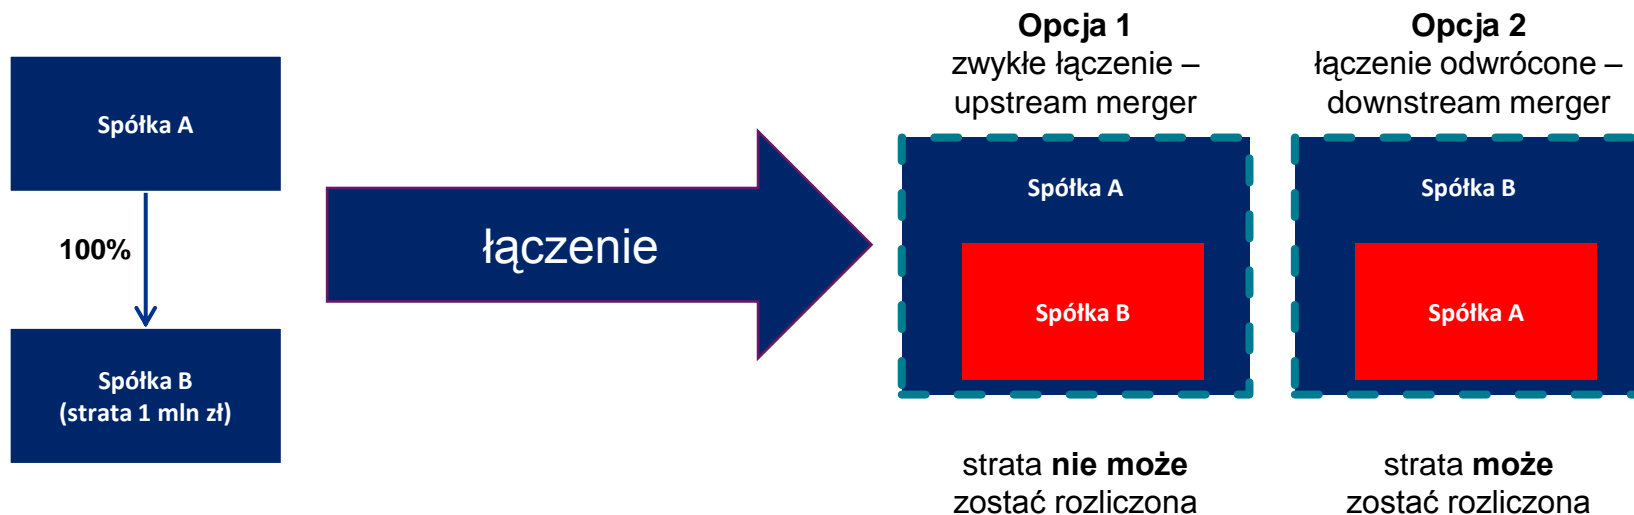 Spółka A
100%
Spółka B
(strata 1 mln zł)
łączenie
Opcja 1
zwykłe łączenie –
upstream merger
Spółka A
Spółka B
strata nie może
zostać rozliczona
Opcja 2
łączenie odwrócone –
downstream merger
Spółka B
Spółka A
strata może
zostać rozliczona